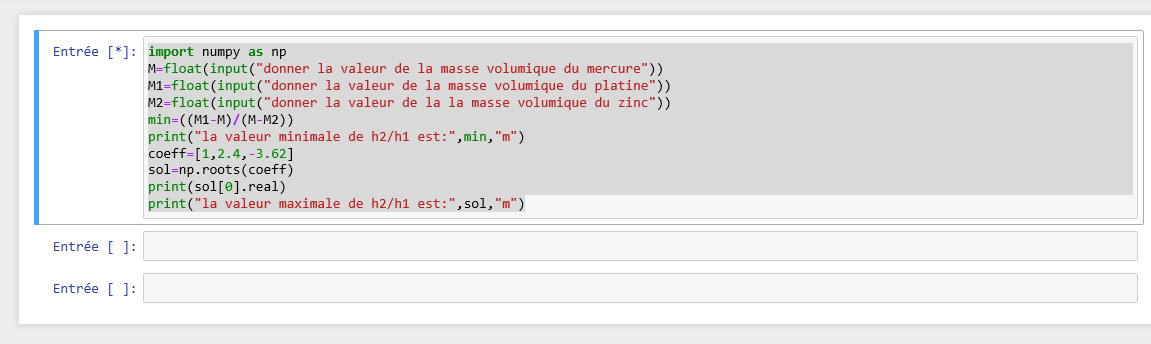 Entrée [*]: import numpy as np
M=float(input("donner la valeur de la masse volumique du mercure"))
M1=float(input("donner la valeur de la masse volumique du platine"))
M2=float(input("donner la valeur de la la masse volumique du zinc"))
min=((M1-M)/(M-M2))
print("la valeur minimale de h2/h1 est:",min,"m")
coeff=[1,2.4,-3.62]
sol=np.roots(coeff)
print(sol[0].real)
print("la valeur maximale de h2/h1 est:",sol,"m")
Entrée [ ]:
Entrée [ ]: